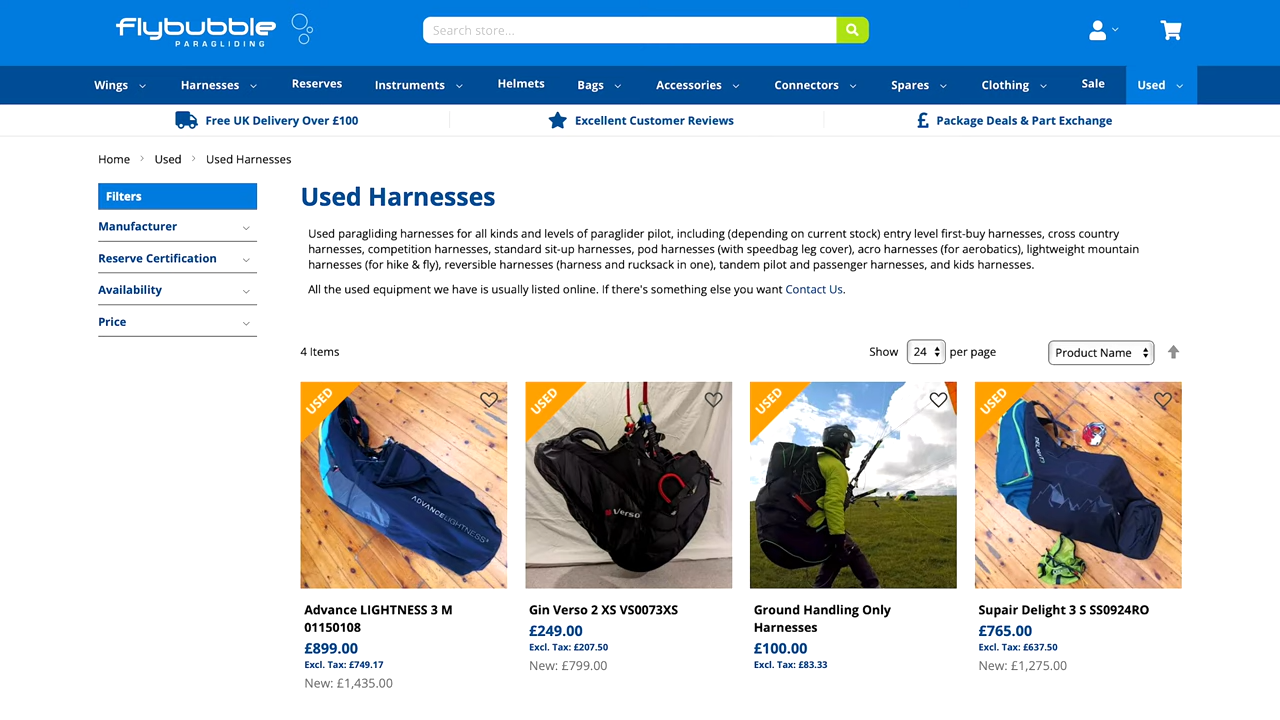 flybubble
PARAGLIDING
Search store...
Wings
Harnesses
Reserves
Instruments
Helmets
Bags
Accessories
Connectors
Spares
Clothing
Sale
Used
Free UK Delivery Over £100
Excellent Customer Reviews
£ Package Deals & Part Exchange
Home > Used > Used Harnesses
Filters
Manufacturer
Reserve Certification
Availability
Price
Used Harnesses
Used paragliding harnesses for all kinds and levels of paraglider pilot, including (depending on current stock) entry level first-buy harnesses, cross country
harnesses, competition harnesses, standard sit-up harnesses, pod harnesses (with speedbag leg cover), acro harnesses (for aerobatics), lightweight mountain
harnesses (for hike & fly), reversible harnesses (harness and rucksack in one), tandem pilot and passenger harnesses, and kids harnesses.
All the used equipment we have is usually listed online. If there's something else you want Contact Us.
4 Items
Show 24 per page
Product Name
USED
ADVANCE LIGHTNESS3
Advance LIGHTNESS 3 M
01150108
£899.00
Excl. Tax: £749.17
New: £1,435.00
USED
Verso
Gin Verso 2 XS VS0073XS
£249.00
Excl. Tax: £207.50
New: £799.00
USED
Ground Handling Only
Harnesses
£100.00
Excl. Tax: £83.33
USED
DELIGHT3
Supair Delight 3 S SS0924RO
£765.00
Excl. Tax: £637.50
New: £1,275.00